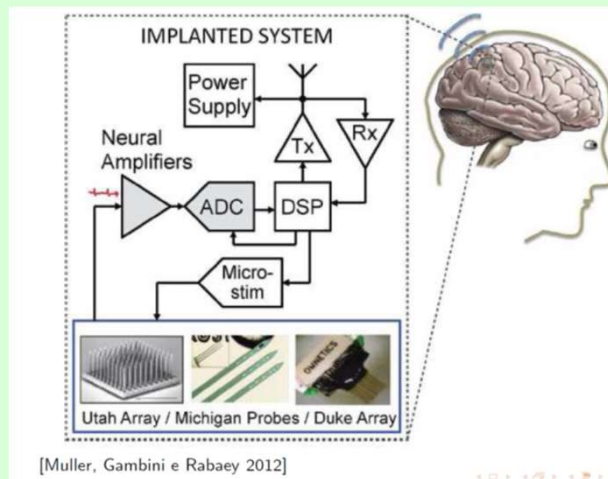 IMPLANTED SYSTEM
Power
Supply
Tx
Rx
Neural
Amplifiers
ADC
DSP
Micro-
stim
Utah Array / Michigan Probes / Duke Array
[Muller, Gambini e Rabaey 2012]